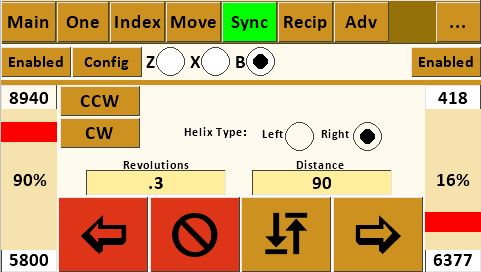 Main One Index Move Sync Recip Adv ...
Enabled Config Z X B Enabled
8940 CCW 418
CW Helix Type: Left Right
Revolutions Distance
90% .3 90 16%
5800 6377